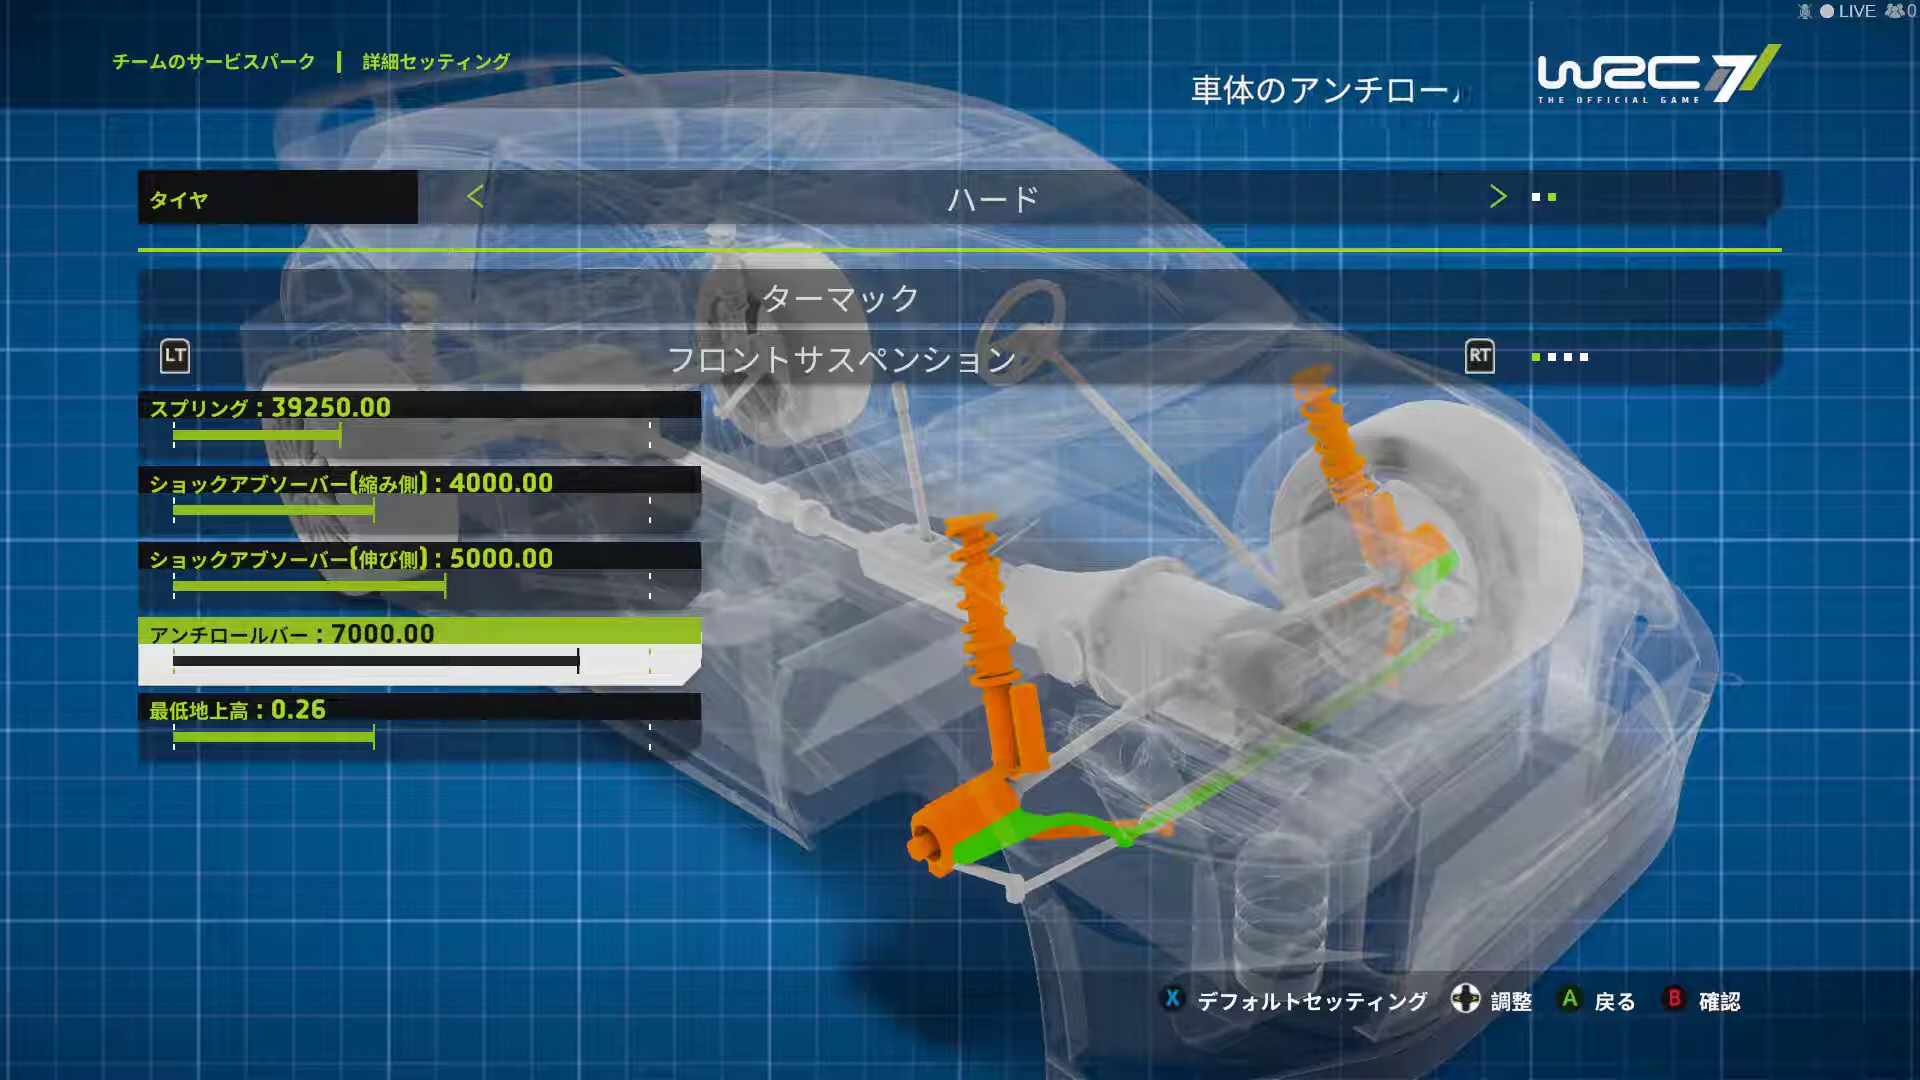 LIVE 0
チームのサービスパーク | 詳細セッティング
車体のアンチロー
WRC 7
THE OFFICIAL GAME
タイヤ
ハード
ターマック
LT
フロントサスペンション
RT
スプリング : 39250.00
ショックアブソーバー(縮み側) : 4000.00
ショックアブソーバー(伸び側) : 5000.00
アンチロールバー : 7000.00
最低地上高 : 0.26
X デフォルトセッティング 調整 A 戻る B 確認